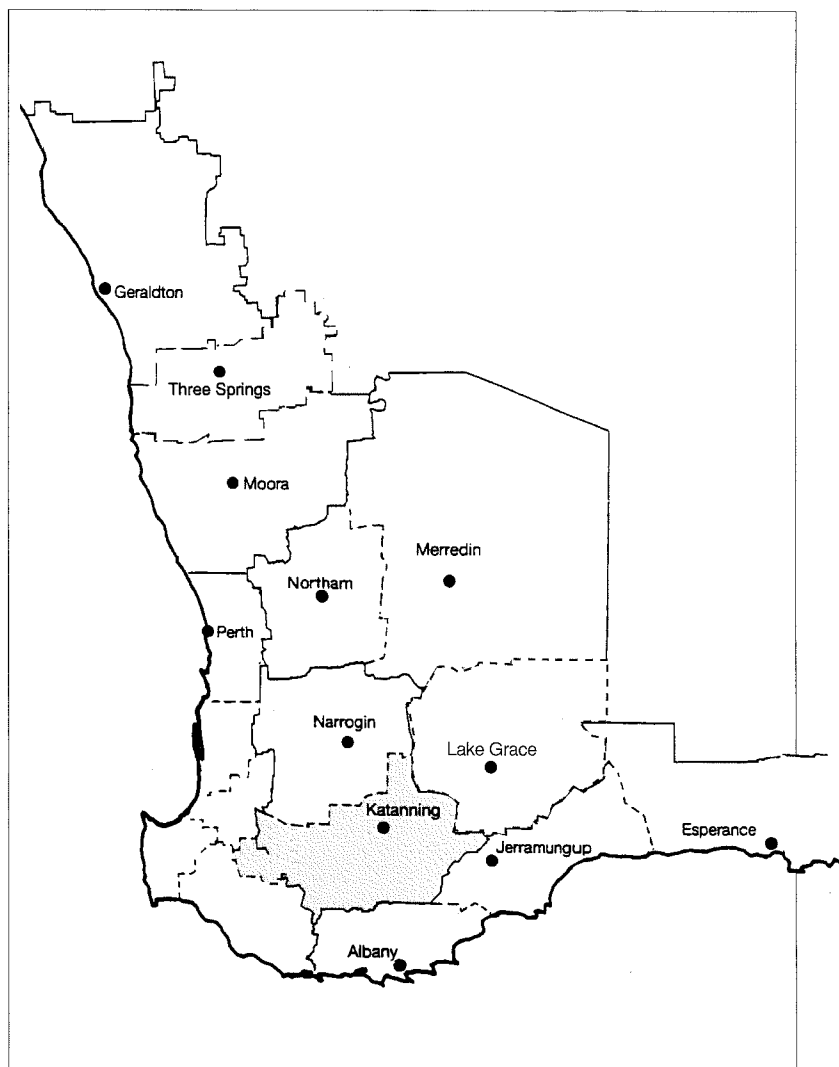 Geraldton
Three Springs
Moora
Merredin
Northam
Perth
Narrogin
Lake Grace
Katanning
Esperance
Jerramungup
Albany